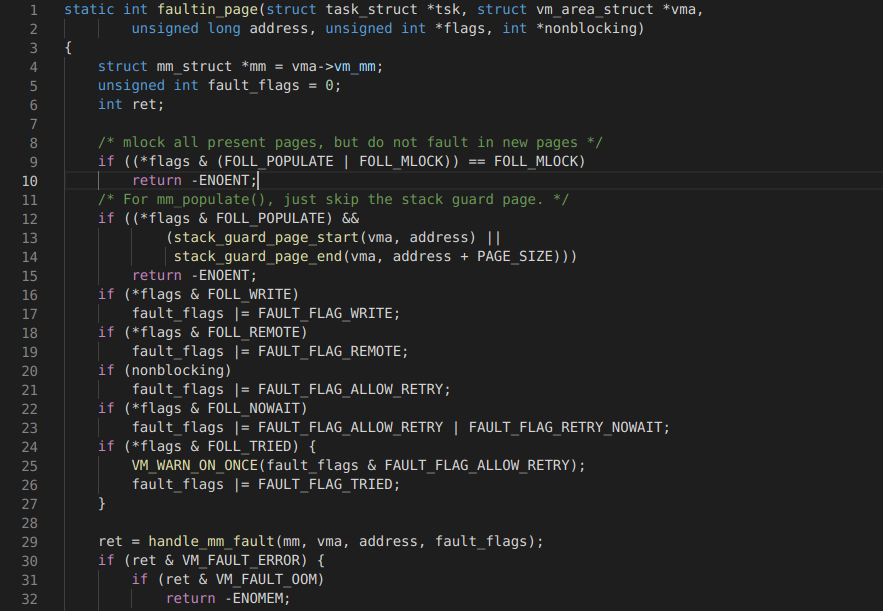 1 static int faultin_page(struct task_struct *tsk, struct vm_area_struct *vma,
2 unsigned long address, unsigned int *flags, int *nonblocking)
3 {
4 struct mm_struct *mm = vma->vm_mm;
5 unsigned int fault_flags = 0;
6 int ret;
7
8 /* mlock all present pages, but do not fault in new pages */
9 if ((*flags & (FOLL_POPULATE | FOLL_MLOCK)) == FOLL_MLOCK)
10 return -ENOENT;
11 /* For mm_populate(), just skip the stack guard page. */
12 if ((*flags & FOLL_POPULATE) &&
13 (stack_guard_page_start(vma, address) ||
14 stack_guard_page_end(vma, address + PAGE_SIZE)))
15 return -ENOENT;
16 if (*flags & FOLL_WRITE)
17 fault_flags |= FAULT_FLAG_WRITE;
18 if (*flags & FOLL_REMOTE)
19 fault_flags |= FAULT_FLAG_REMOTE;
20 if (nonblocking)
21 fault_flags |= FAULT_FLAG_ALLOW_RETRY;
22 if (*flags & FOLL_NOWAIT)
23 fault_flags |= FAULT_FLAG_ALLOW_RETRY | FAULT_FLAG_RETRY_NOWAIT;
24 if (*flags & FOLL_TRIED) {
25 VM_WARN_ON_ONCE(fault_flags & FAULT_FLAG_ALLOW_RETRY);
26 fault_flags |= FAULT_FLAG_TRIED;
27 }
28
29 ret = handle_mm_fault(mm, vma, address, fault_flags);
30 if (ret & VM_FAULT_ERROR) {
31 if (ret & VM_FAULT_OOM)
32 return -ENOMEM;